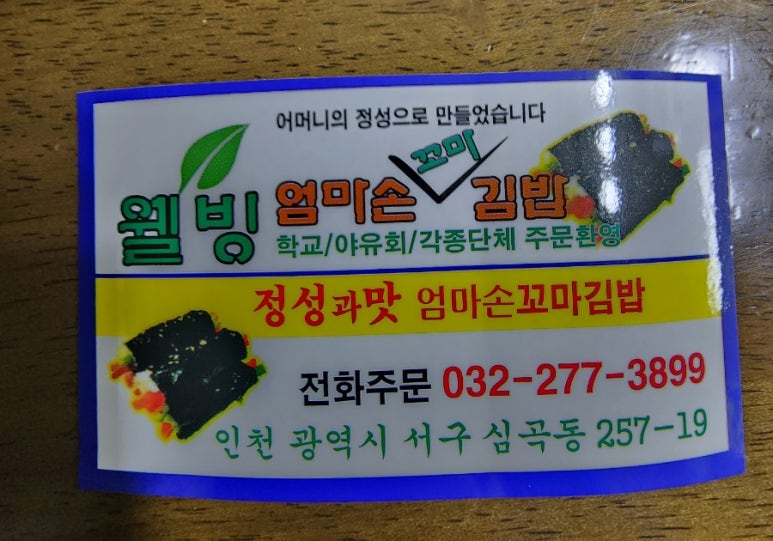 어머니의 정성으로 만들었습니다
웰빙 엄마손 꼬마 김밥
학교/야유회/각종단체 주문환영
정성과맛 엄마손꼬마김밥
전화주문 032-277-3899
인천 광역시 서구 심곡동 257-19